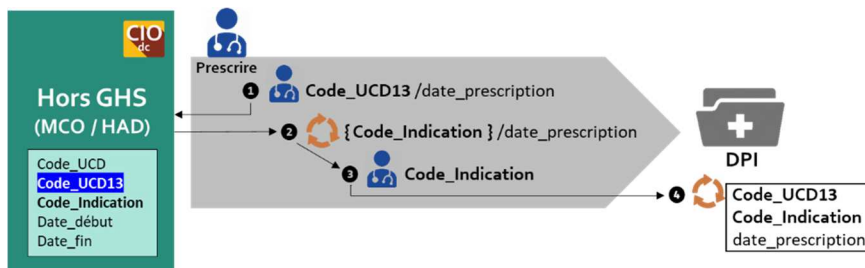 CIO
dc
Hors GHS
(MCO / HAD)
Code_UCD
Code_UCD13
Code_Indication
Date_début
Date_fin
Prescrire
1 Code_UCD13 /date_prescription
2 { Code_Indication } /date_prescription
3 Code_Indication
4
DPI
Code_UCD13
Code_Indication
date_prescription